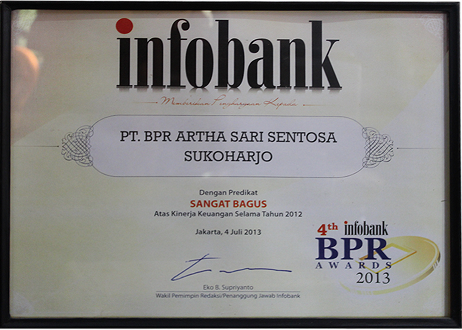 infobank
Memberikan Penghargaan Kepada
PT. BPR ARTHA SARI SENTOSA
SUKOHARJO
Dengan Predikat
SANGAT BAGUS
Atas Kinerja Keuangan Selama Tahun 2012
Jakarta, 4 Juli 2013
Eko B. Supriyanto
Wakil Pemimpin Redaksi/Penanggung Jawab Infobank
4th infobank
BPR
AWARDS
2013